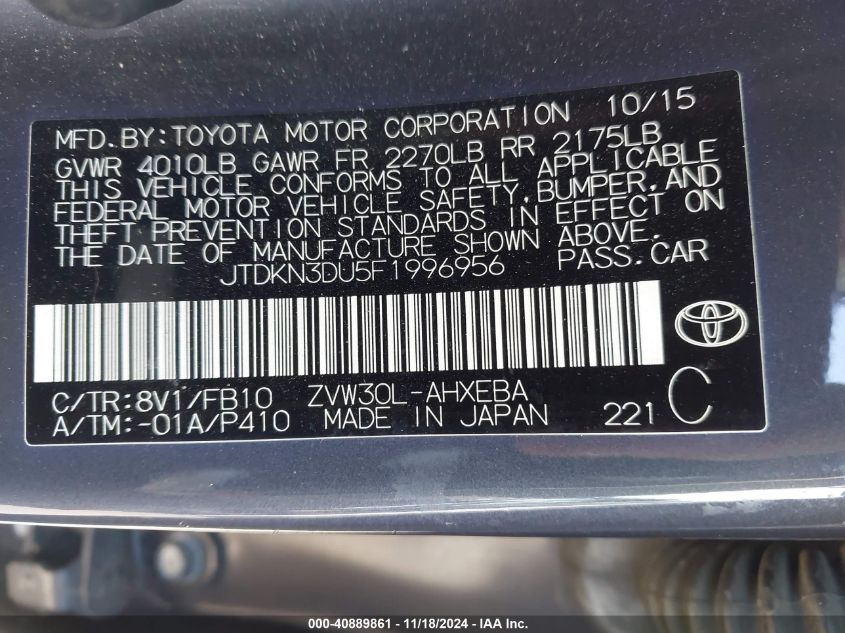 MFD. BY: TOYOTA MOTOR CORPORATION 10/15
GVWR 4010LB GAWR FR 2270LB RR 2175LB
THIS VEHICLE CONFORMS TO ALL APPLICABLE
FEDERAL MOTOR VEHICLE SAFETY, BUMPER, AND
THEFT PREVENTION STANDARDS IN EFFECT ON
THE DATE OF MANUFACTURE SHOWN ABOVE.
JTDKN3DU5F1996956 PASS. CAR
C/TR:8V1/FB10 ZVW30L-AHXEBA
A/TM:-01A/P410 MADE IN JAPAN 221 C
000-40889861 - 11/18/2024 - IAA Inc.